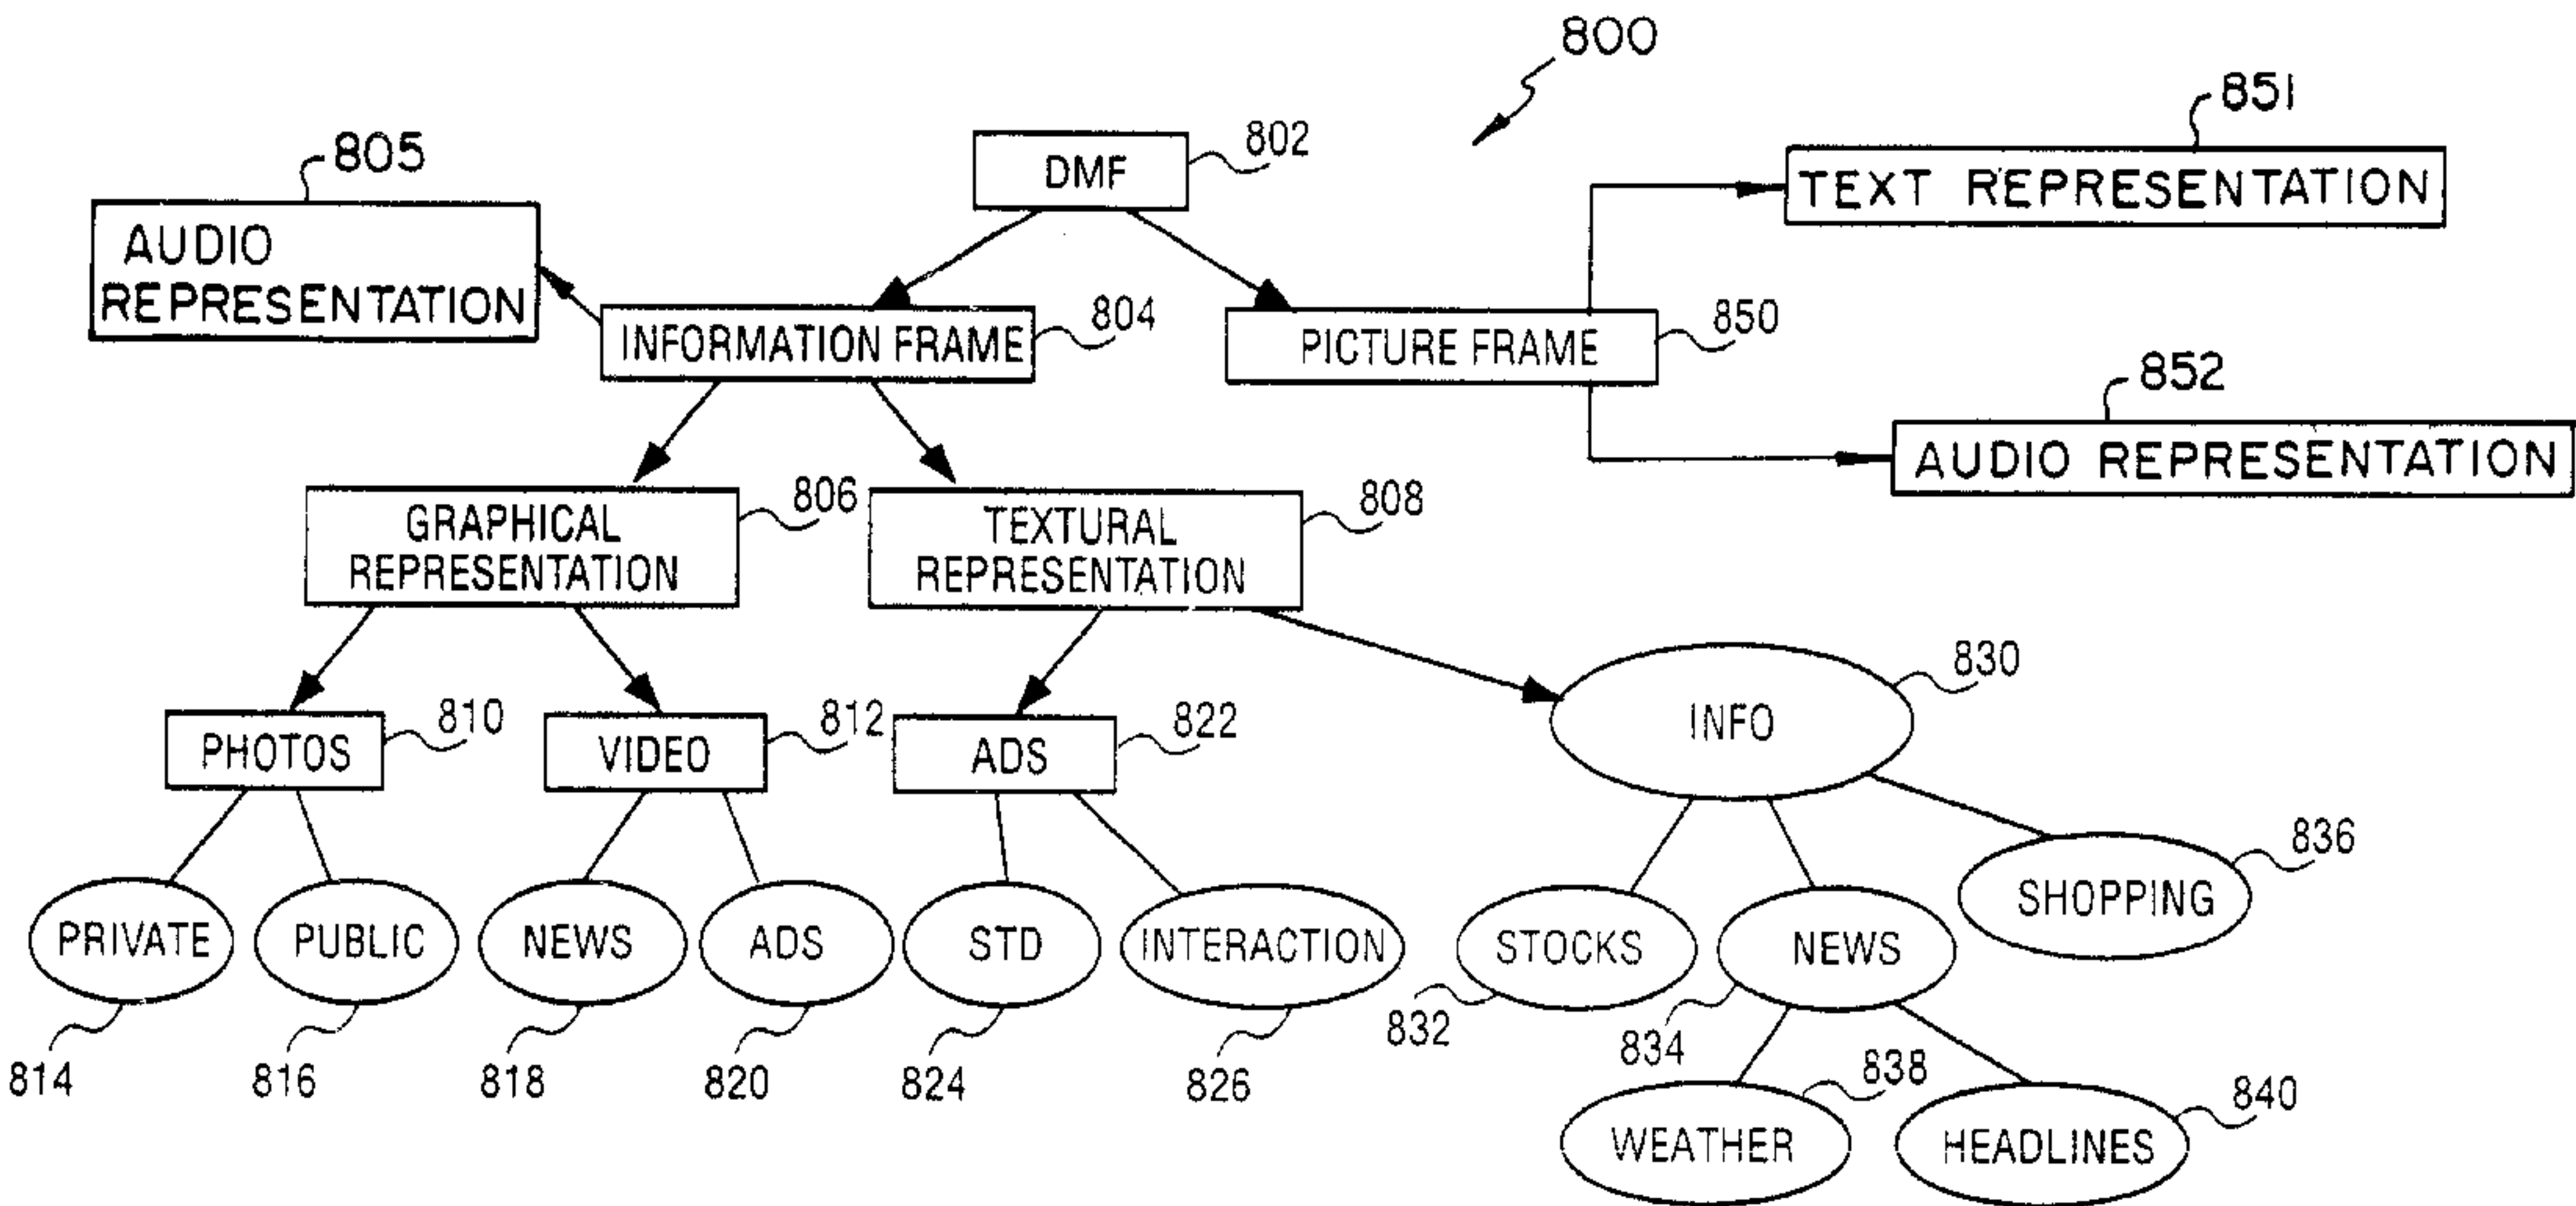 800
851
805
802
DMF
TEXT REPRESENTATION
AUDIO
REPRESENTATION
804
INFORMATION FRAME
850
PICTURE FRAME
852
AUDIO REPRESENTATION
806
GRAPHICAL
REPRESENTATION
808
TEXTURAL
REPRESENTATION
830
INFO
810
PHOTOS
812
VIDEO
822
ADS
836
SHOPPING
PRIVATE
PUBLIC
NEWS
ADS
STD
INTERACTION
STOCKS
NEWS
832
834
814
816
818
820
824
826
838
WEATHER
840
HEADLINES